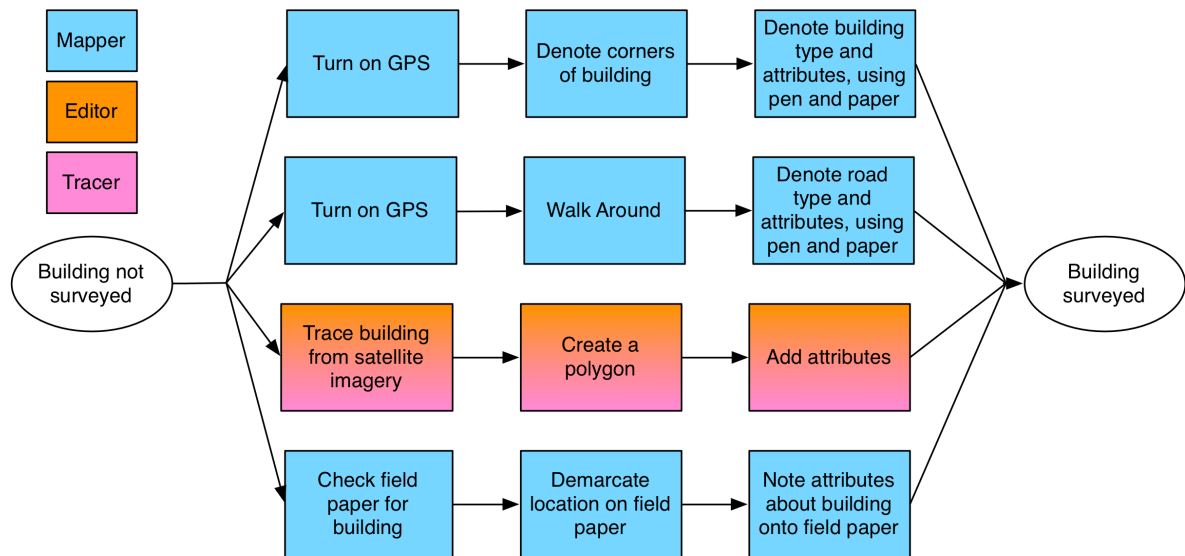 Mapper
Editor
Tracer
Building not
surveyed
Turn on GPS
Denote corners
of building
Denote building
type and
attributes, using
pen and paper
Turn on GPS
Walk Around
Denote road
type and
attributes, using
pen and paper
Trace building
from satellite
imagery
Create a
polygon
Add attributes
Check field
paper for
building
Demarcate
location on field
paper
Note attributes
about building
onto field paper
Building
surveyed